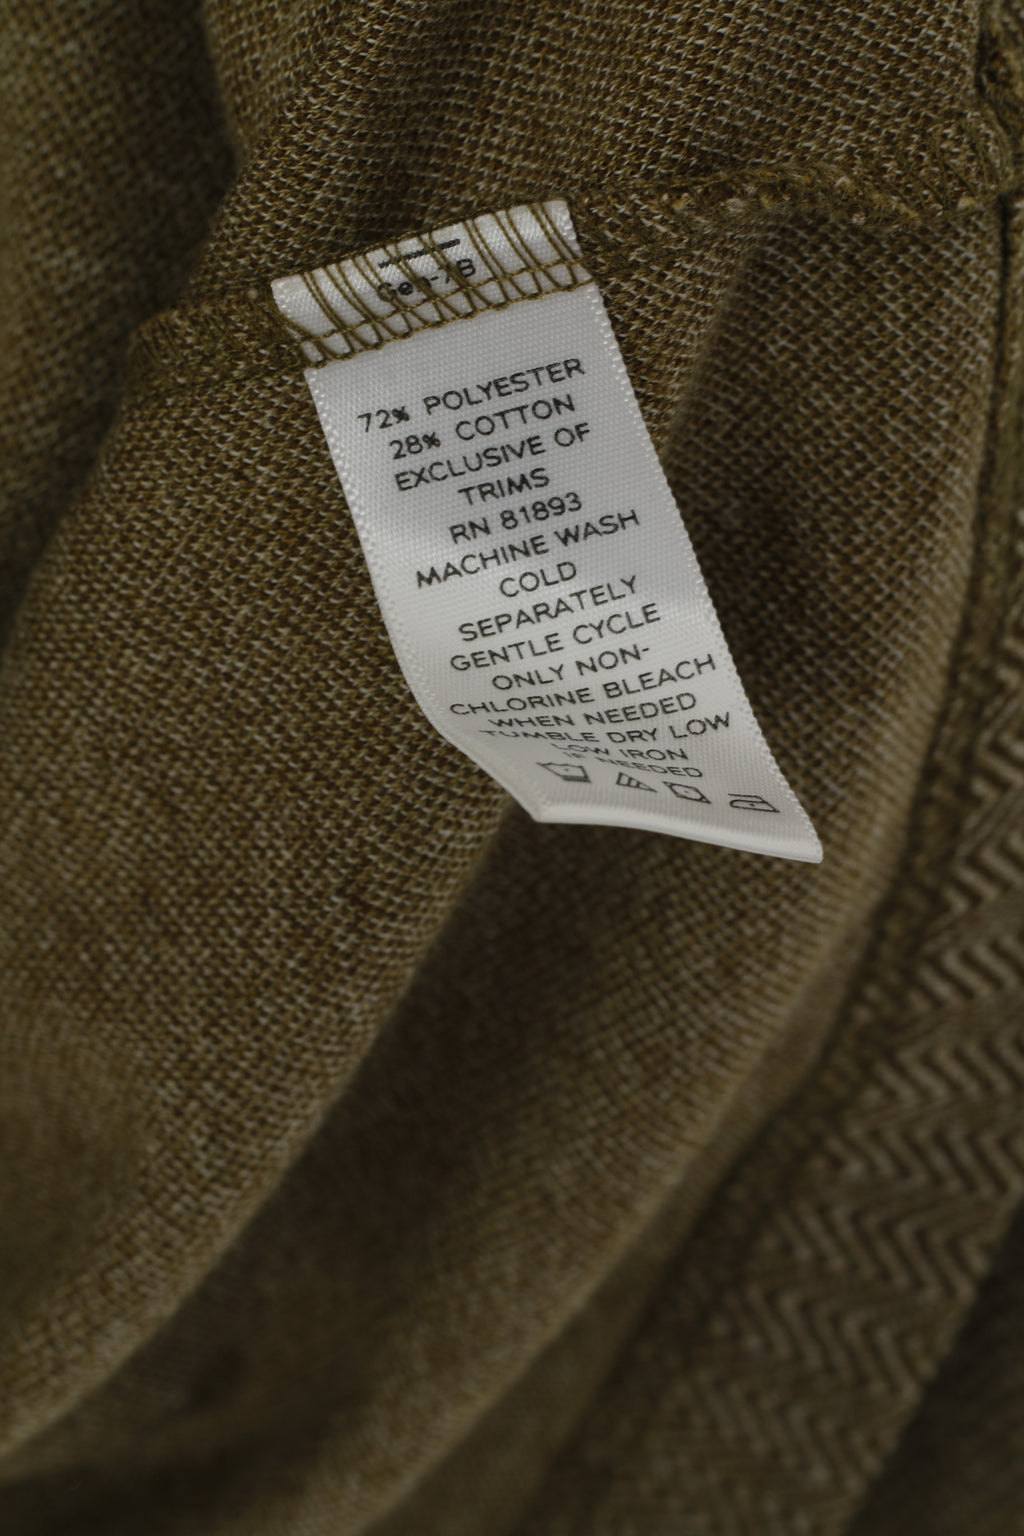 72% POLYESTER
28% COTTON
EXCLUSIVE OF
TRIMS
RN 81893
MACHINE WASH
COLD
SEPARATELY
GENTLE CYCLE
ONLY NON-
CHLORINE BLEACH
WHEN NEEDED
TUMBLE DRY LOW
LOW IRON
IF NEEDED